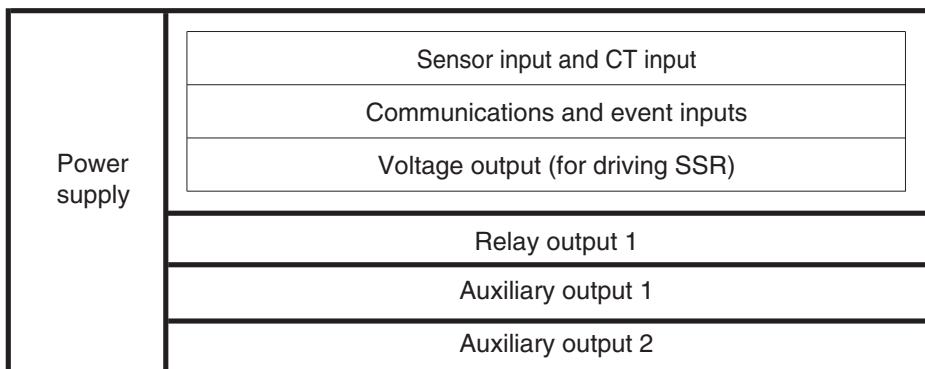 Power
supply
Sensor input and CT input
Communications and event inputs
Voltage output (for driving SSR)
Relay output 1
Auxiliary output 1
Auxiliary output 2